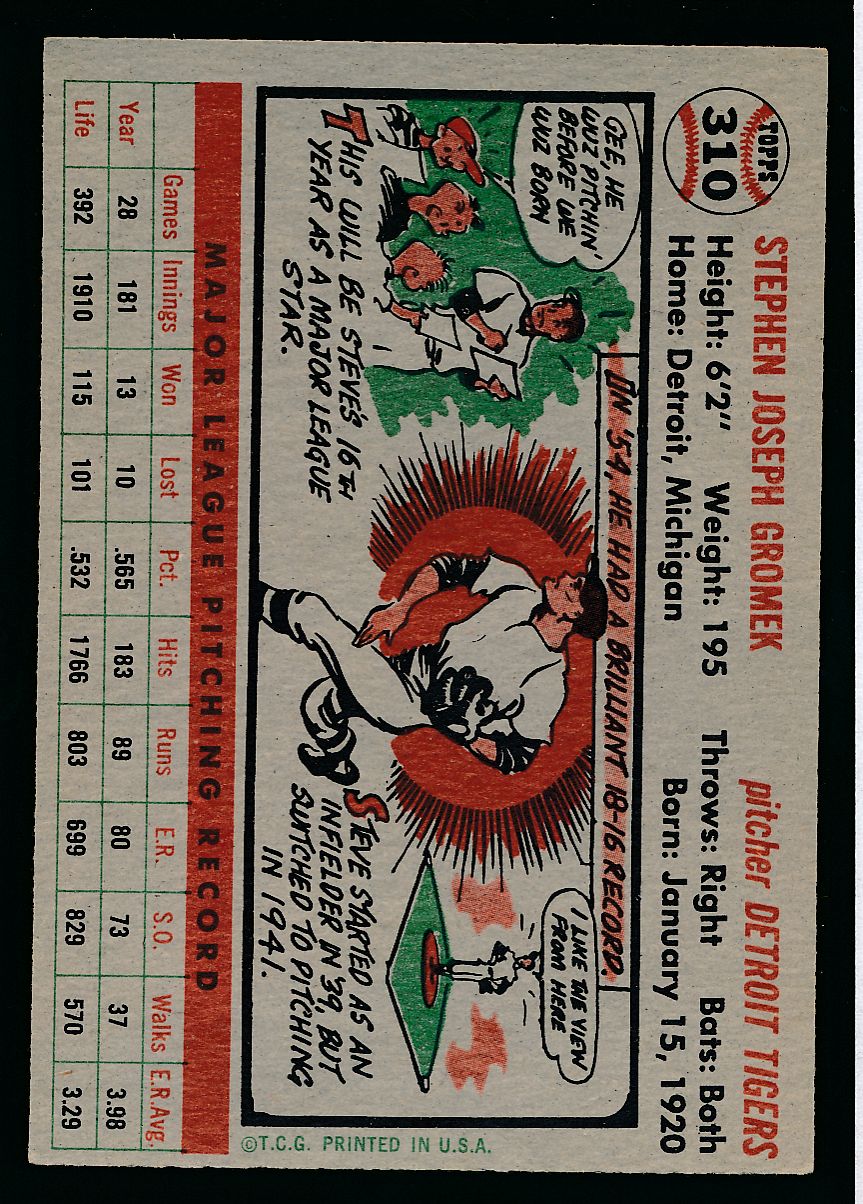 TOPPS
310
STEPHEN JOSEPH GROMEK pitcher DETROIT TIGERS
Height: 6'2" Weight: 195 Throws: Right Bats: Both
Home: Detroit, Michigan Born: January 15, 1920
GEE, HE
WUZ PITCHIN'
BEFORE WE
WUZ BORN
THIS WILL BE STEVE'S 16TH
YEAR AS A MAJOR LEAGUE
STAR.
IN '54, HE HAD A BRILLIANT 18-16 RECORD.
I LIKE THE VIEW
FROM HERE
STEVE STARTED AS AN
INFIELDER IN '39, BUT
SWITCHED TO PITCHING
IN 1941.
©T.C.G. PRINTED IN U.S.A.
MAJOR LEAGUE PITCHING RECORD
Games Innings Won Lost Pct. Hits Runs E.R. S.O. Walks E.R.Avg.
Year 28 181 13 10 .565 183 89 80 73 37 3.98
Life 392 1910 115 101 .532 1766 803 699 829 570 3.29